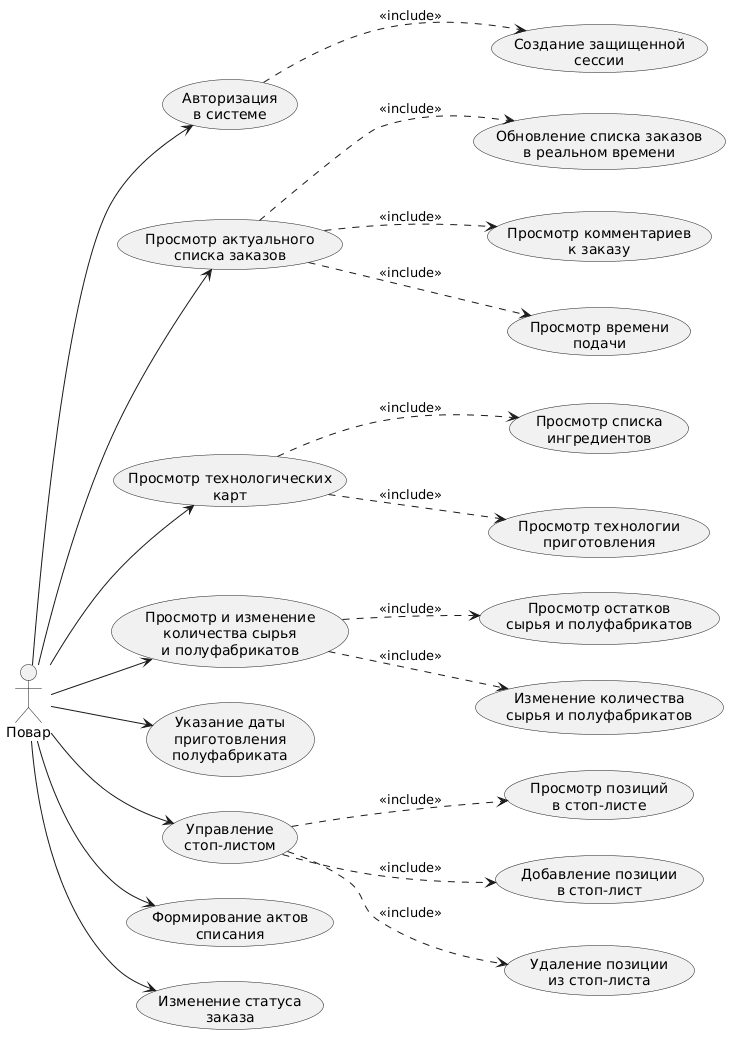 «include»
Создание защищенной
сессии
Авторизация
в системе
«include»
Обновление списка заказов
в реальном времени
Просмотр актуального
списка заказов
«include»
Просмотр комментариев
к заказу
«include»
Просмотр времени
подачи
«include»
Просмотр списка
ингредиентов
Просмотр технологических
карт
«include»
Просмотр технологии
приготовления
Просмотр и изменение
количества сырья
и полуфабрикатов
«include»
Просмотр остатков
сырья и полуфабрикатов
«include»
Изменение количества
сырья и полуфабрикатов
Повар
Указание даты
приготовления
полуфабриката
«include»
Просмотр позиций
в стоп-листе
Управление
стоп-листом
«include»
Добавление позиции
в стоп-лист
«include»
Формирование актов
списания
Удаление позиции
из стоп-листа
Изменение статуса
заказа